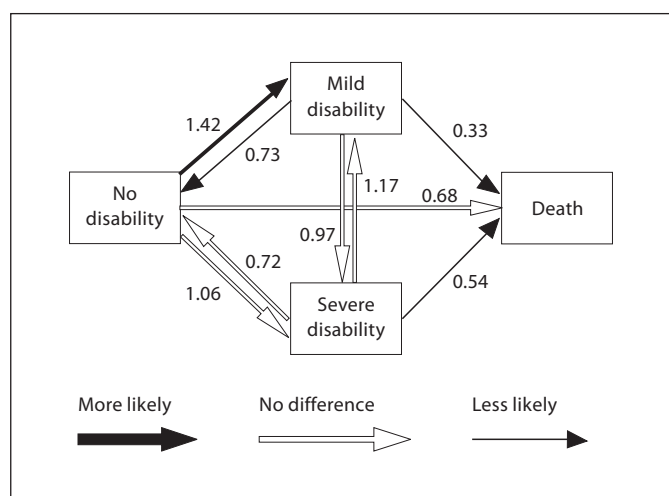 Mild
disability
1.42
0.33
0.73
1.17
No
disability
0.68
Death
0.97
0.72
1.06
Severe
disability
0.54
More likely
No difference
Less likely